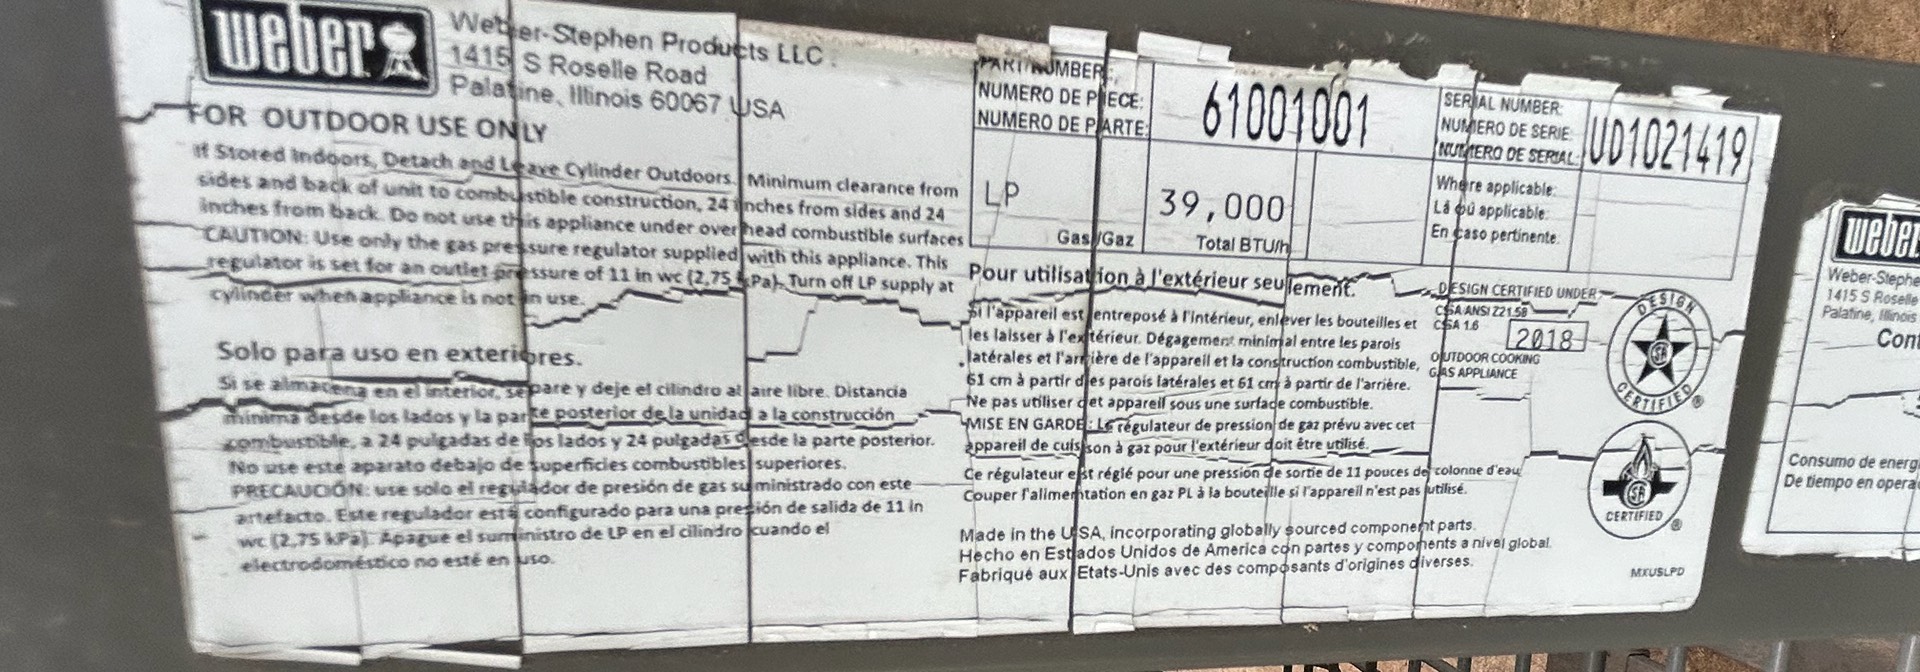 weber
Weber-Stephen Products LLC.
1415 S Roselle Road
Palatine, Illinois 60067 USA
FOR OUTDOOR USE ONLY
If Stored Indoors, Detach and Leave Cylinder Outdoors. Minimum clearance from
sides and back of unit to combustible construction, 24 inches from sides and 24
inches from back. Do not use this appliance under overhead combustible surfaces
CAUTION: Use only the gas pressure regulator supplied with this appliance. This
regulator is set for an outlet pressure of 11 in wc (2,75 kPa). Turn off LP supply at
cylinder when appliance is not in use.
Solo para uso en exteriores.
Si se almacena en el interior, separe y deje el cilindro al aire libre. Distancia
mínima desde los lados y la parte posterior de la unidad a la construcción
combustible, a 24 pulgadas de los lados y 24 pulgadas desde la parte posterior.
No use este aparato debajo de superficies combustibles superiores.
PRECAUCIÓN: use solo el regulador de presión de gas suministrado con este
artefacto. Este regulador está configurado para una presión de salida de 11 in
wc (2,75 kPa). Apague el suministro de LP en el cilindro cuando el
electrodoméstico no esté en uso.
PART NUMBER:
NUMERO DE PIECE:
NUMERO DE PARTE:
61001001
SERIAL NUMBER:
NUMERO DE SERIE:
NUMERO DE SERIAL:
UD1021419
LP
Gas/Gaz
39,000
Total BTU/h
Where applicable:
Là où applicable:
En caso pertinente.
Pour utilisation à l'extérieur seulement.
Si l'appareil est entreposé à l'intérieur, enlever les bouteilles et
les laisser à l'extérieur. Dégagement minimal entre les parois
latérales et l'arrière de l'appareil et la construction combustible,
61 cm à partir des parois latérales et 61 cm à partir de l'arrière.
Ne pas utiliser cet appareil sous une surface combustible.
MISE EN GARDE: Le régulateur de pression de gaz prévu avec cet
appareil de cuisson à gaz pour l'extérieur doit être utilisé.
Ce régulateur est réglé pour une pression de sortie de 11 pouces de colonne d'eau
Couper l'alimentation en gaz PL à la bouteille si l'appareil n'est pas utilisé.
Made in the USA, incorporating globally sourced component parts.
Hecho en Estados Unidos de America con partes y components a nivel global.
Fabriqué aux Etats-Unis avec des composants d'origines diverses.
DESIGN CERTIFIED UNDER:
CSA ANSI Z21.58
CSA 1.6
2018
OUTDOOR COOKING
GAS APPLIANCE
DESIGN
CERTIFIED
®
CERTIFIED
®
MXUSLPD
weber
Weber-Stephe
1415 S Roselle
Palatine, Illinois
Con
Consumo de energ
De tiempo en opera